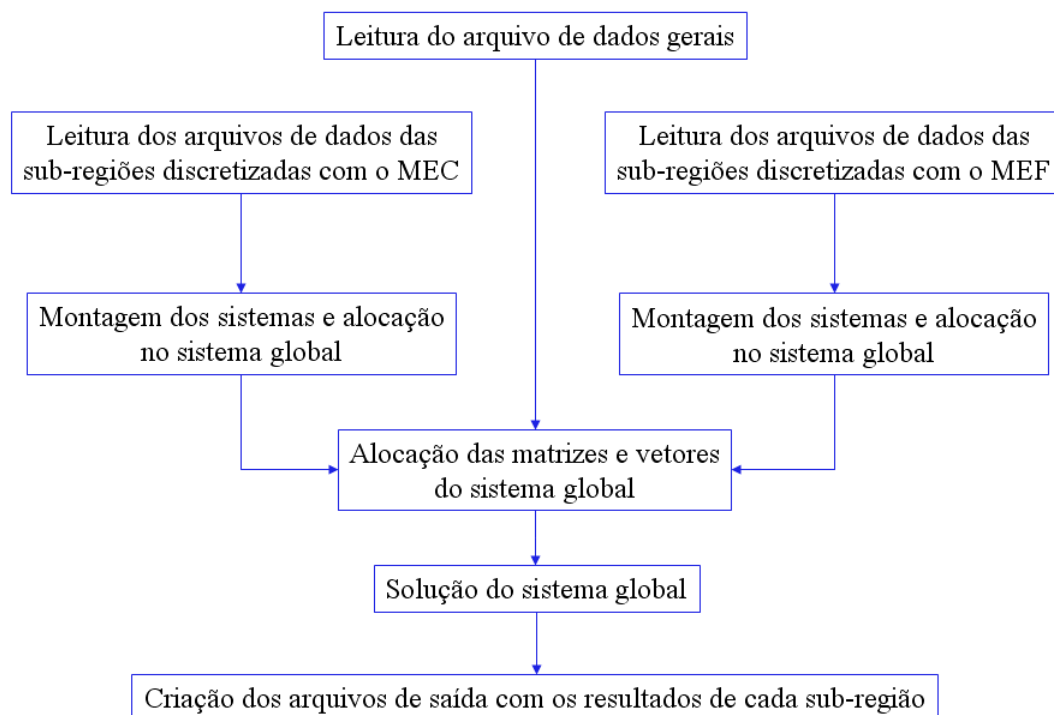 Leitura do arquivo de dados gerais
Leitura dos arquivos de dados das
sub-regiões discretizadas com o MEC
Leitura dos arquivos de dados das
sub-regiões discretizadas com o MEF
Montagem dos sistemas e alocação
no sistema global
Montagem dos sistemas e alocação
no sistema global
Alocação das matrizes e vetores
do sistema global
Solução do sistema global
Criação dos arquivos de saída com os resultados de cada sub-região